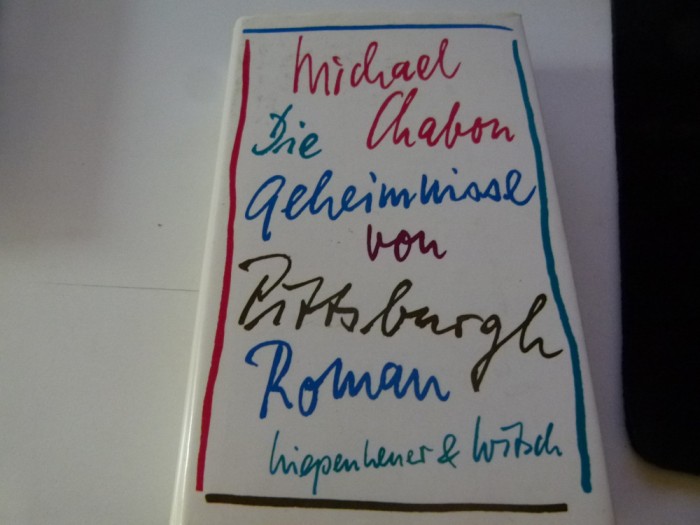 Michael
Chabon
Die
Geheimnisse
von
Pittsburgh
Roman
Kiepenheuer & Witsch